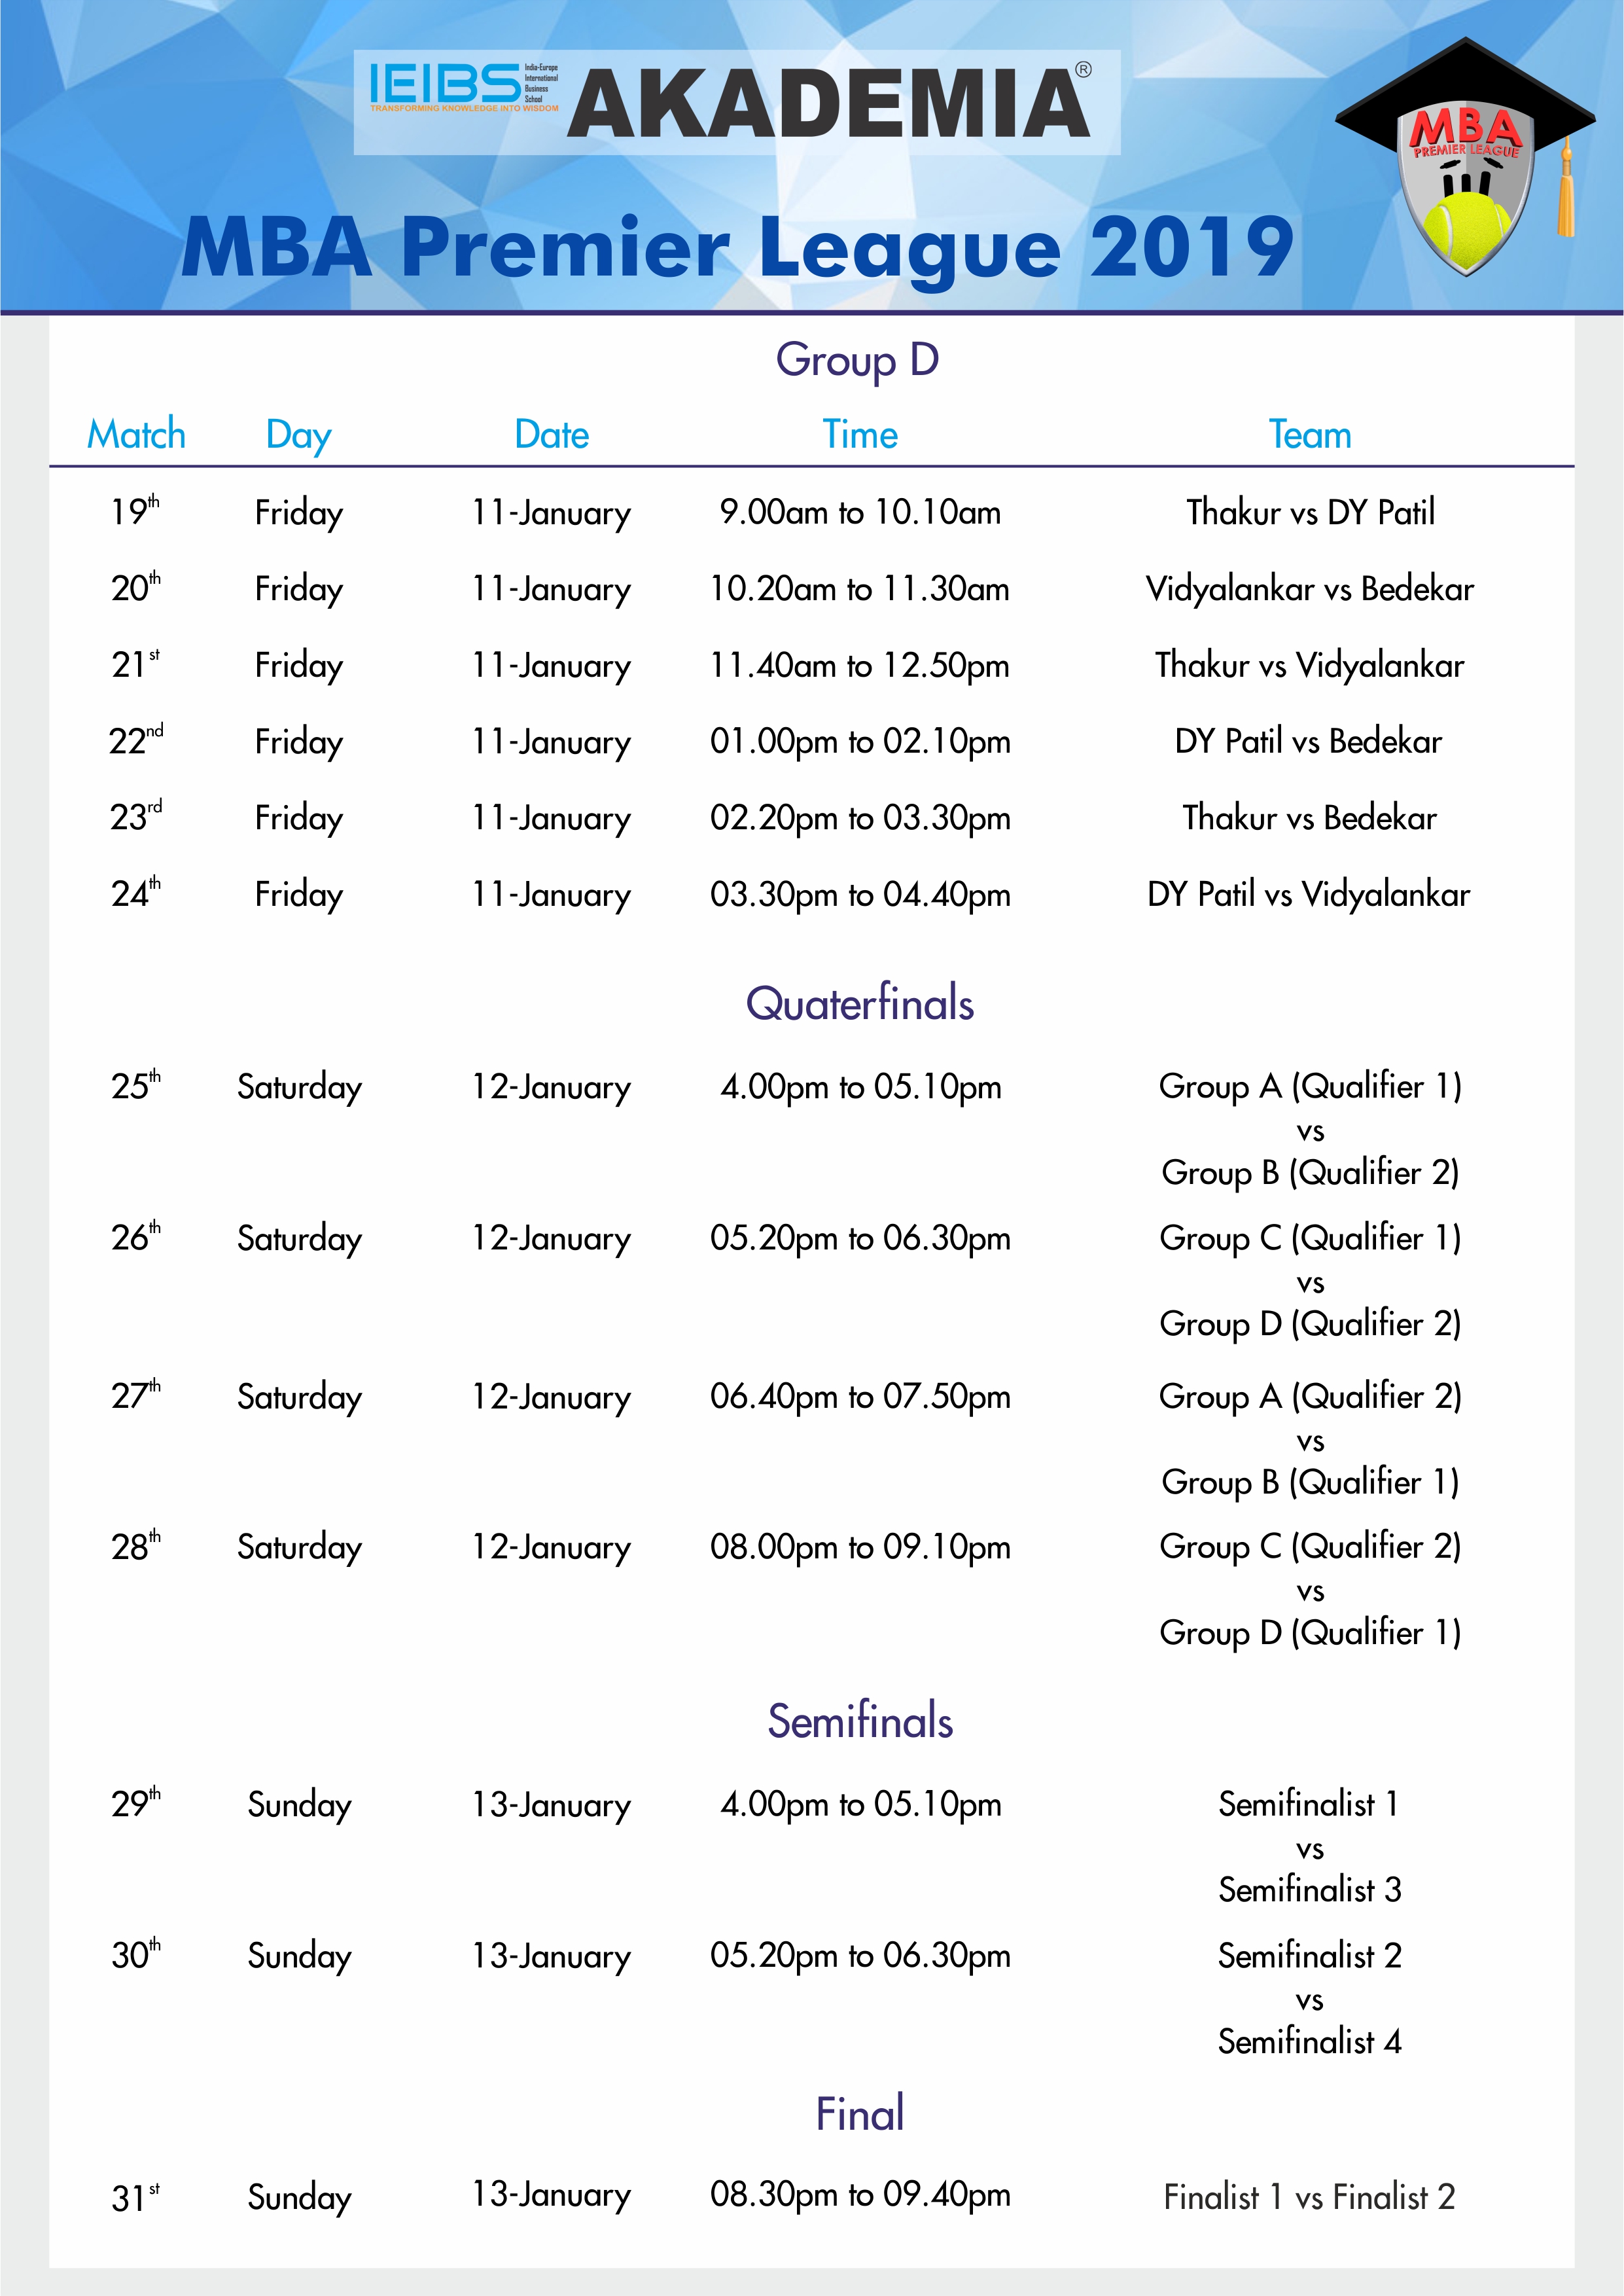 IEIBS India-Europe International Business School AKADEMIA®
TRANSFORMING KNOWLEDGE INTO WISDOM
MBA
PREMIER LEAGUE
MBA Premier League 2019
Group D
Match Day Date Time Team
19th Friday 11-January 9.00am to 10.10am Thakur vs DY Patil
20th Friday 11-January 10.20am to 11.30am Vidyalankar vs Bedekar
21st Friday 11-January 11.40am to 12.50pm Thakur vs Vidyalankar
22nd Friday 11-January 01.00pm to 02.10pm DY Patil vs Bedekar
23rd Friday 11-January 02.20pm to 03.30pm Thakur vs Bedekar
24th Friday 11-January 03.30pm to 04.40pm DY Patil vs Vidyalankar
Quaterfinals
25th Saturday 12-January 4.00pm to 05.10pm Group A (Qualifier 1)
vs
Group B (Qualifier 2)
26th Saturday 12-January 05.20pm to 06.30pm Group C (Qualifier 1)
vs
Group D (Qualifier 2)
27th Saturday 12-January 06.40pm to 07.50pm Group A (Qualifier 2)
vs
Group B (Qualifier 1)
28th Saturday 12-January 08.00pm to 09.10pm Group C (Qualifier 2)
vs
Group D (Qualifier 1)
Semifinals
29th Sunday 13-January 4.00pm to 05.10pm Semifinalist 1
vs
Semifinalist 3
30th Sunday 13-January 05.20pm to 06.30pm Semifinalist 2
vs
Semifinalist 4
Final
31st Sunday 13-January 08.30pm to 09.40pm Finalist 1 vs Finalist 2